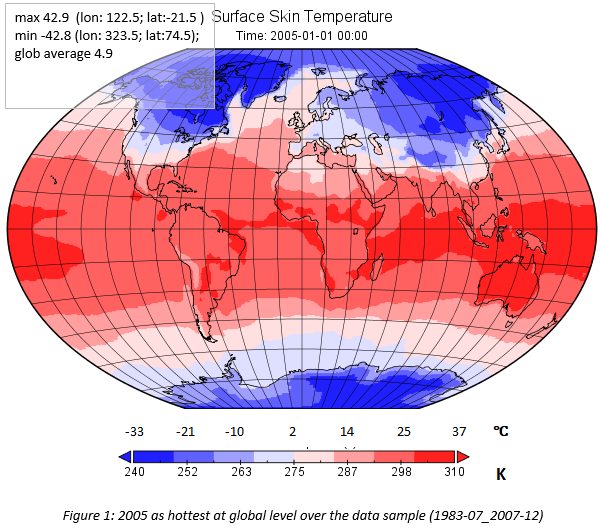 max 42.9 (lon: 122.5; lat:-21.5 )
min -42.8 (lon: 323.5; lat:74.5);
glob average 4.9
Surface Skin Temperature
Time: 2005-01-01 00:00
-33 -21 -10 2 14 25 37 °C
240 252 263 275 287 298 310 K
Figure 1: 2005 as hottest at global level over the data sample (1983-07_2007-12)